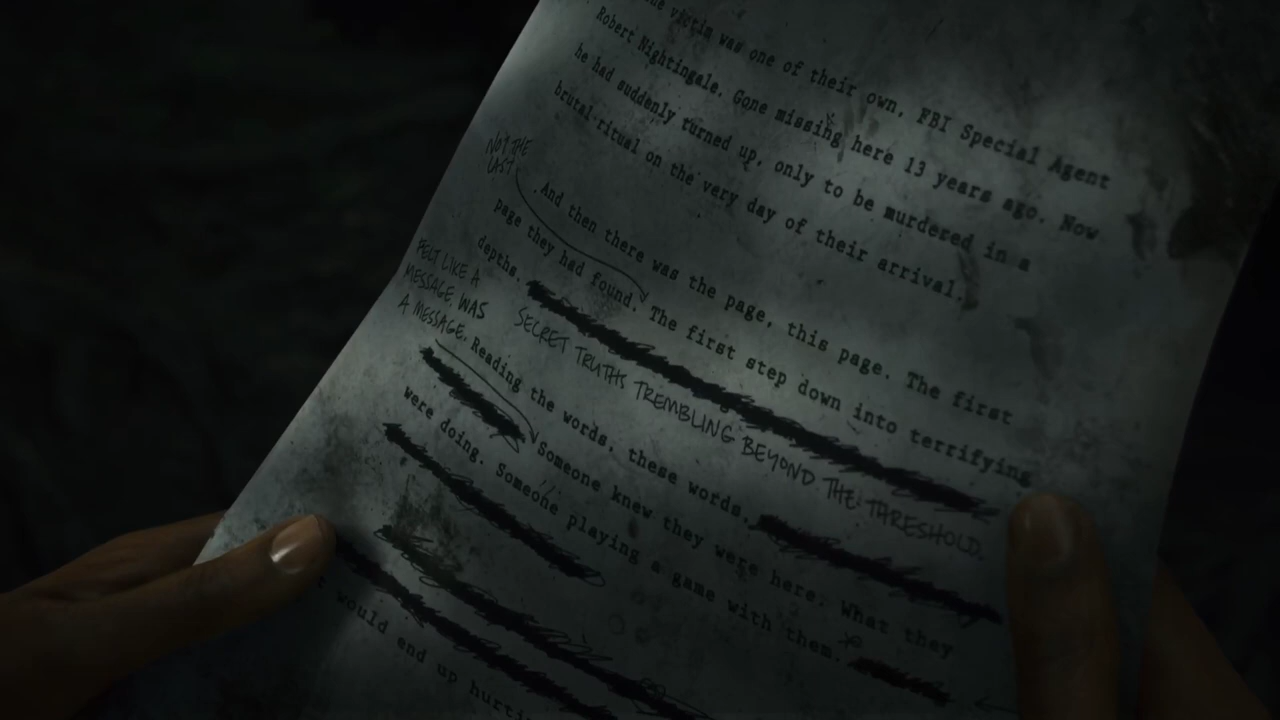 he victim was one of their own, FBI Special Agent
Robert Nightingale. Gone missing here 13 years ago. Now
he had suddenly turned up, only to be murdered in a
brutal ritual on the very day of their arrival.
NOT THE
LAST
And then there was the page, this page. The first
page they had found. The first step down into terrifying
depths.
SECRET TRUTHS TREMBLING BEYOND THE THRESHOLD.
FELT LIKE A
MESSAGE, WAS
A MESSAGE.
Reading the words, these words.
Someone knew they were here. What they
were doing. Someone playing a game with them.
would end up hurti